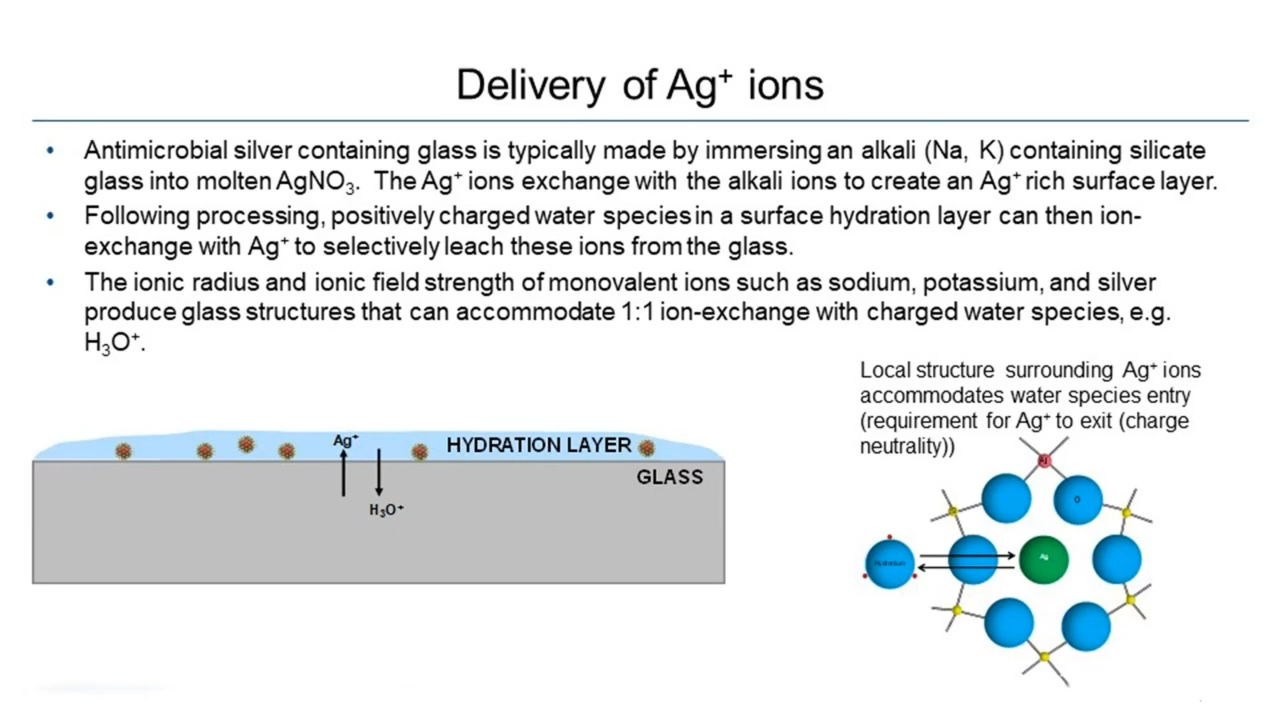 Delivery of Ag⁺ ions
• Antimicrobial silver containing glass is typically made by immersing an alkali (Na, K) containing silicate
glass into molten AgNO₃. The Ag⁺ ions exchange with the alkali ions to create an Ag⁺ rich surface layer.
• Following processing, positively charged water species in a surface hydration layer can then ion-
exchange with Ag⁺ to selectively leach these ions from the glass.
• The ionic radius and ionic field strength of monovalent ions such as sodium, potassium, and silver
produce glass structures that can accommodate 1:1 ion-exchange with charged water species, e.g.
H₃O⁺.
Local structure surrounding Ag⁺ ions
accommodates water species entry
(requirement for Ag⁺ to exit (charge
neutrality))
Ag⁺
HYDRATION LAYER
GLASS
H₃O⁺
Al
O
Hydronium
Ag